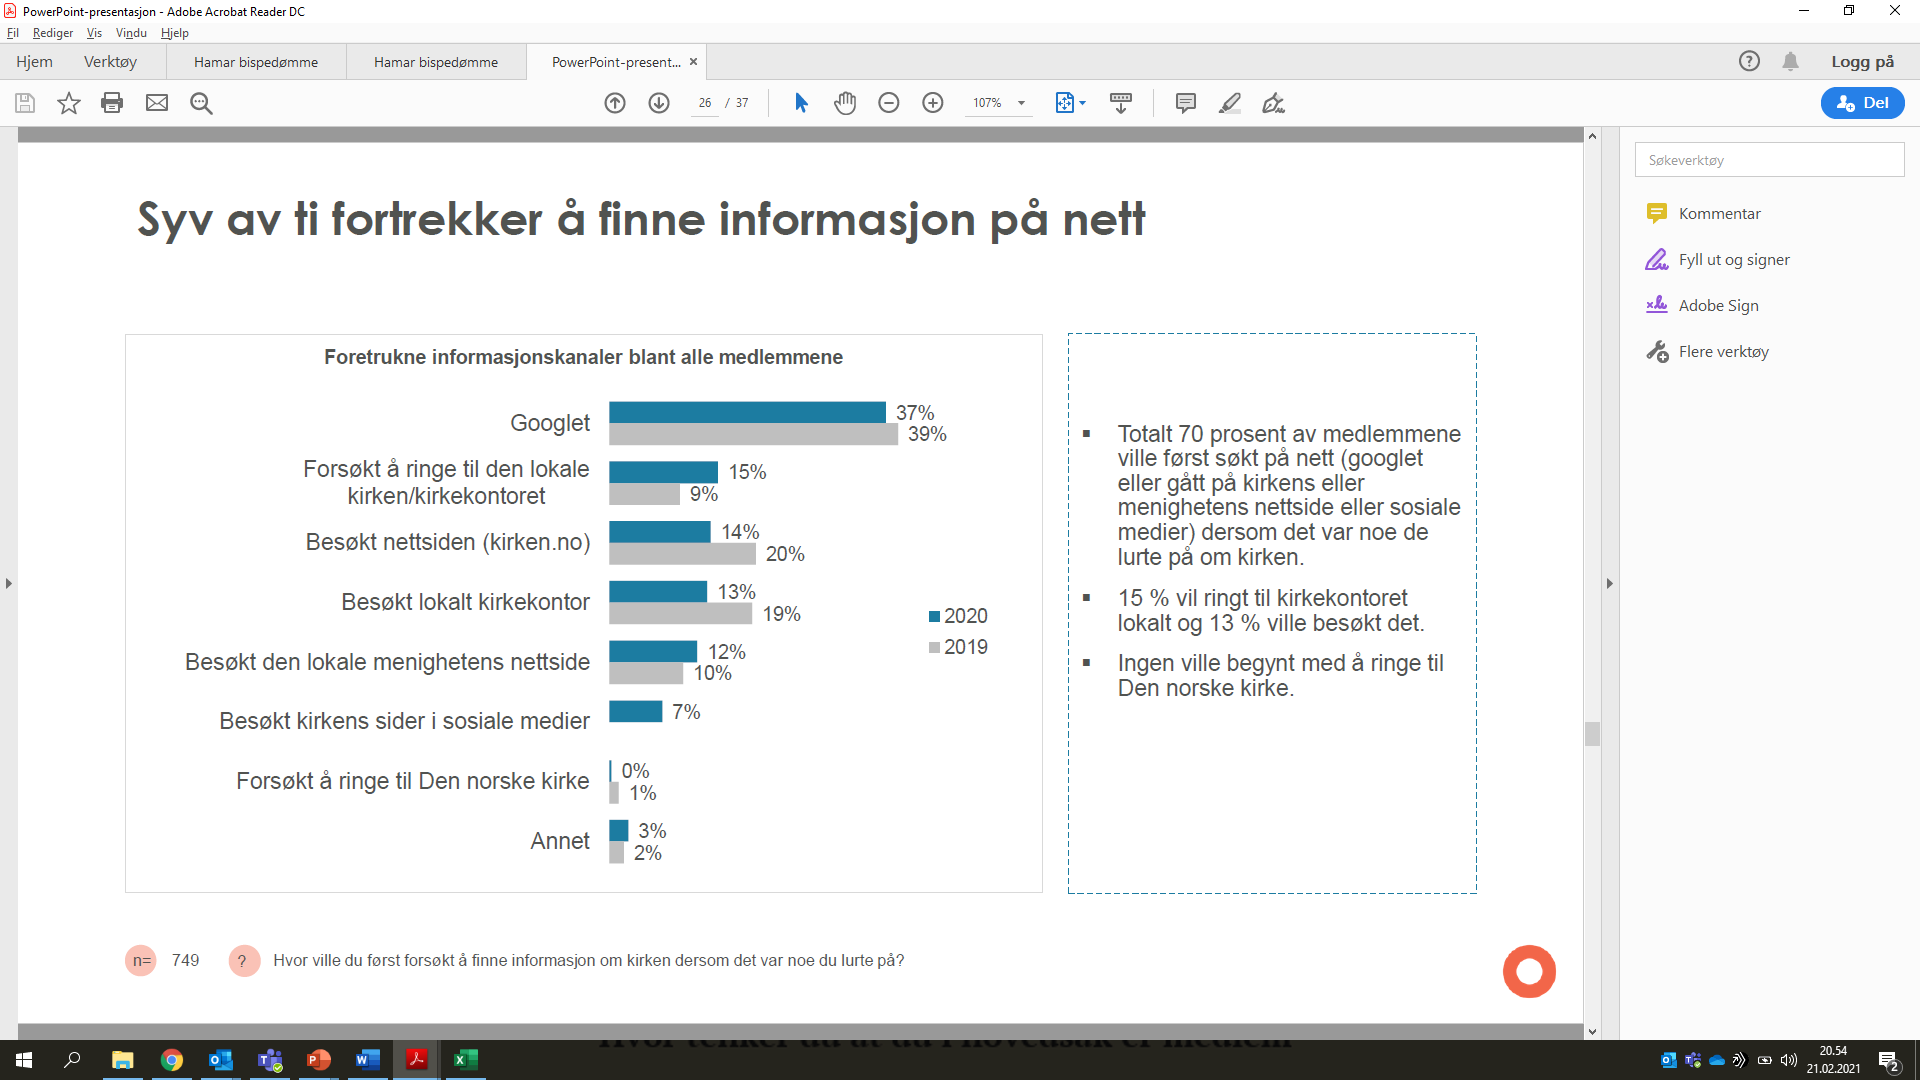 PowerPoint-presentasjon - Adobe Acrobat Reader DC
Fil Rediger Vis Vindu Hjelp
Hjem Verktøy Hamar bispedømme Hamar bispedømme PowerPoint-present... × Logg på
26 / 37 107% Del
Søkeverktøy
Kommentar
Fyll ut og signer
Adobe Sign
Flere verktøy
Syv av ti fortrekker å finne informasjon på nett
Foretrukne informasjonskanaler blant alle medlemmene
Googlet 37%
39%
Forsøkt å ringe til den lokale
kirken/kirkekontoret
15%
9%
Besøkt nettsiden (kirken.no) 14%
20%
Besøkt lokalt kirkekontor 13%
19%
Besøkt den lokale menighetens nettside 12%
10%
Besøkt kirkens sider i sosiale medier 7%
Forsøkt å ringe til Den norske kirke 0%
1%
Annet 3%
2%
2020
2019
▪ Totalt 70 prosent av medlemmene
ville først søkt på nett (googlet
eller gått på kirkens eller
menighetens nettside eller sosiale
medier) dersom det var noe de
lurte på om kirken.
▪ 15 % vil ringt til kirkekontoret
lokalt og 13 % ville besøkt det.
▪ Ingen ville begynt med å ringe til
Den norske kirke.
n= 749 ? Hvor ville du først forsøkt å finne informasjon om kirken dersom det var noe du lurte på?
20.54
21.02.2021
2